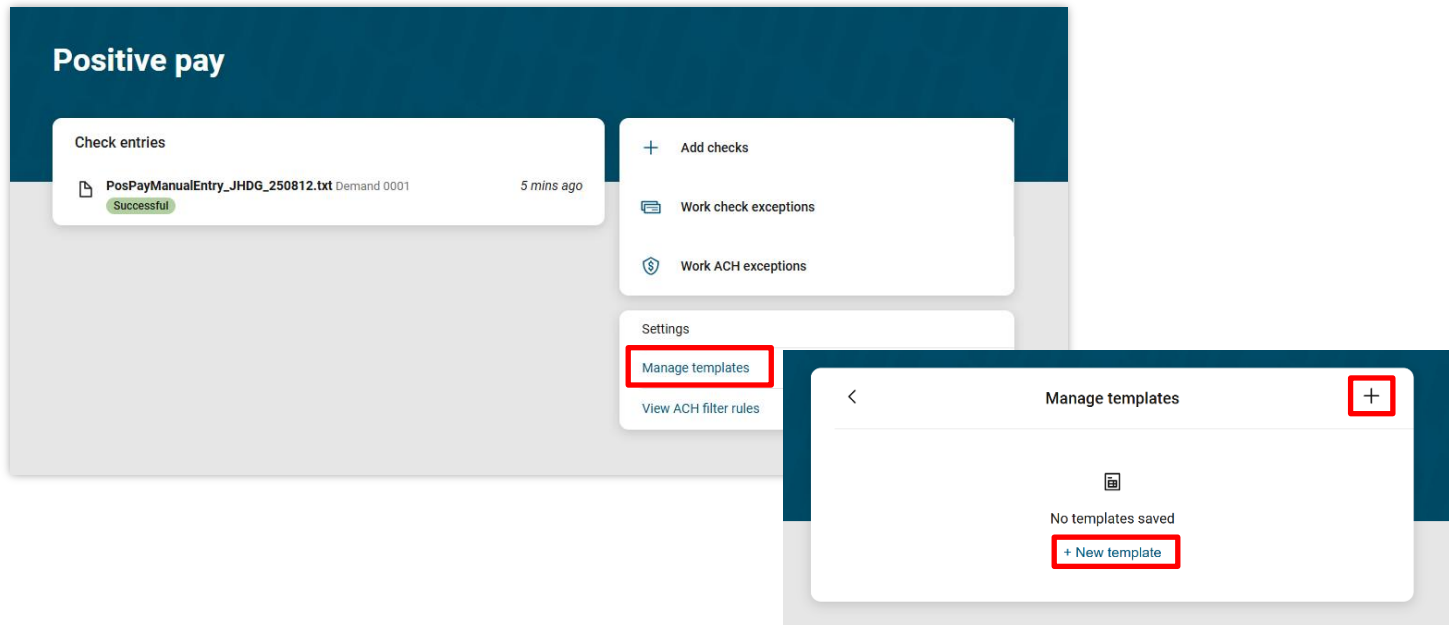 Positive pay
Check entries
PosPayManualEntry_JHDG_250812.txt Demand 0001 5 mins ago
Successful
Add checks
Work check exceptions
Work ACH exceptions
Settings
Manage templates
View ACH filter rules
Manage templates
No templates saved
+ New template